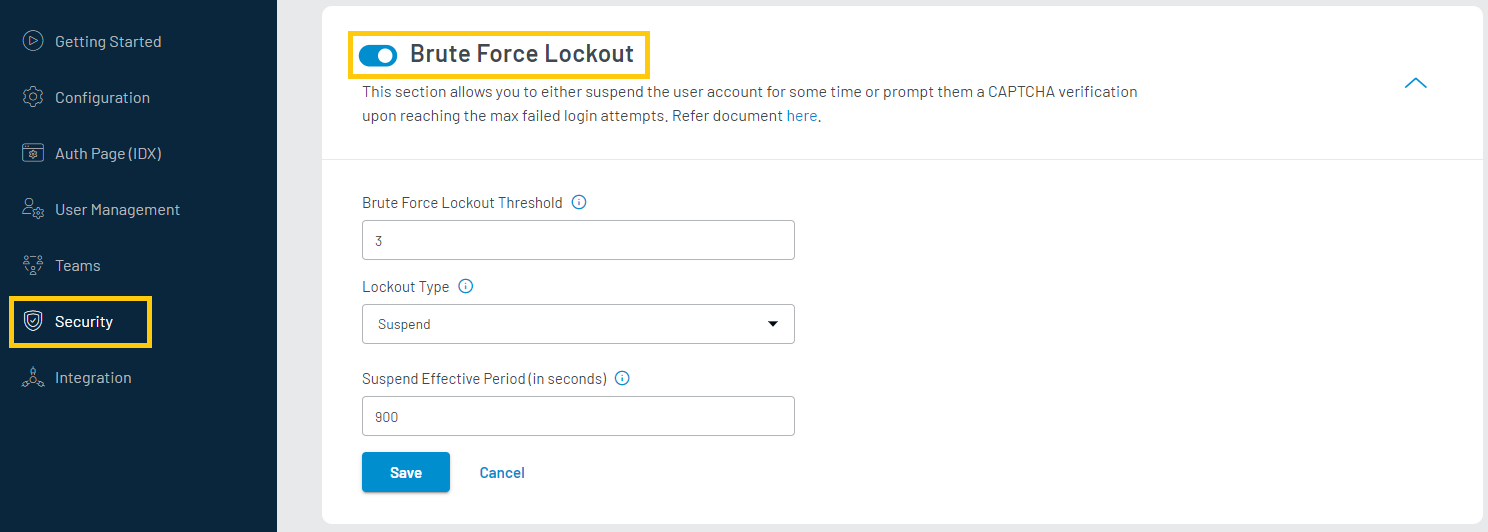 Getting Started
Configuration
Auth Page (IDX)
User Management
Teams
Security
Integration
Brute Force Lockout
This section allows you to either suspend the user account for some time or prompt them a CAPTCHA verification
upon reaching the max failed login attempts. Refer document here.
Brute Force Lockout Threshold
3
Lockout Type
Suspend
Suspend Effective Period (in seconds)
900
Save Cancel